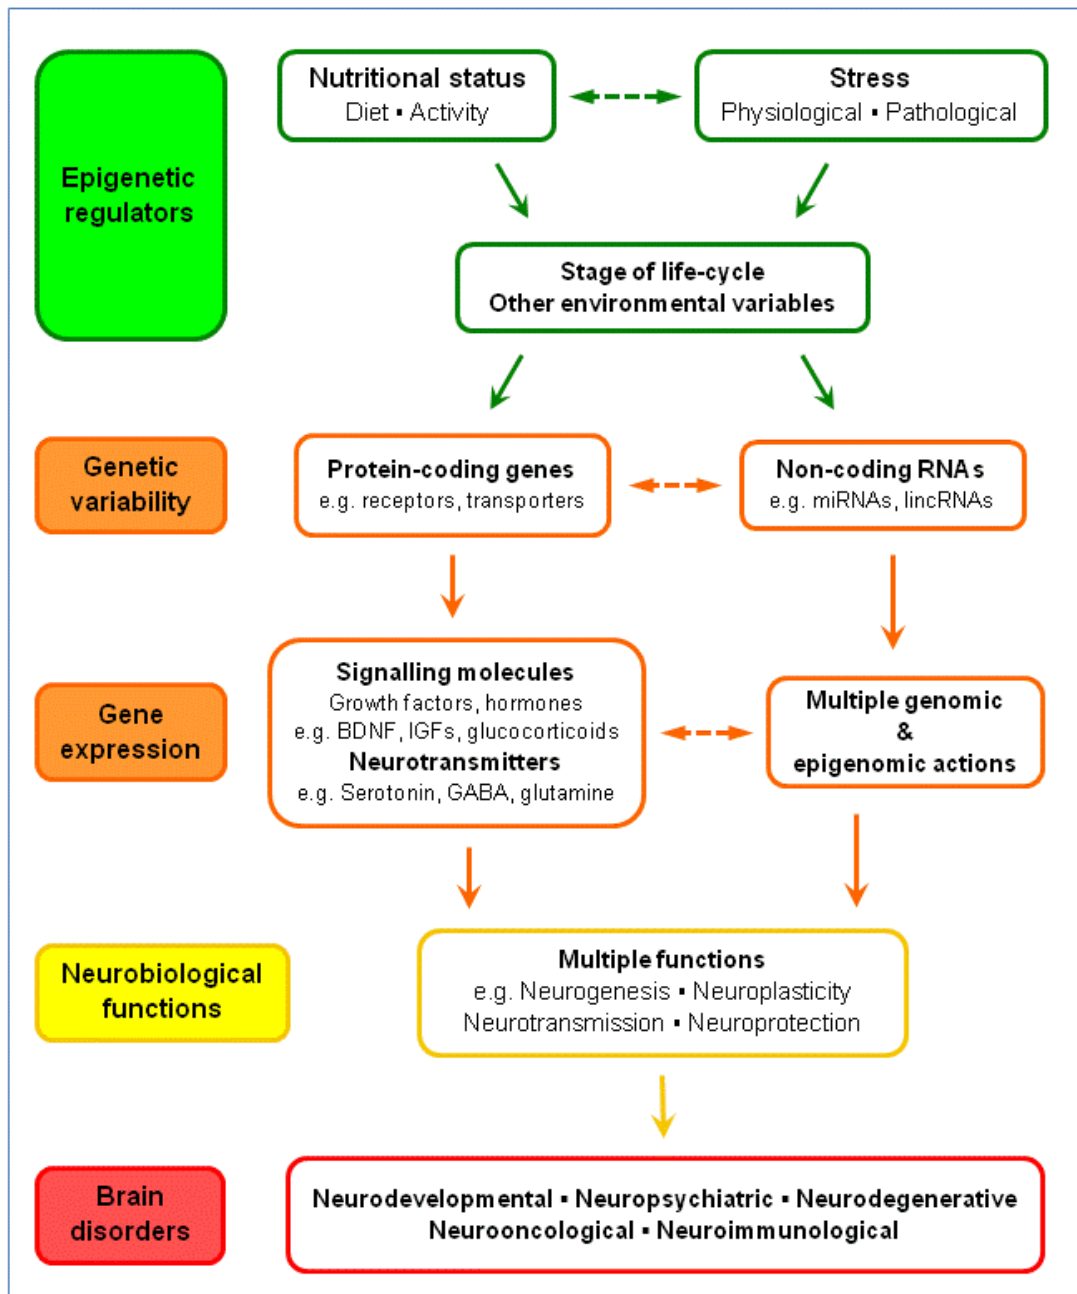 Epigenetic
regulators
Nutritional status
Diet ▪ Activity
Stress
Physiological ▪ Pathological
Stage of life-cycle
Other environmental variables
Genetic
variability
Protein-coding genes
e.g. receptors, transporters
Non-coding RNAs
e.g. miRNAs, lincRNAs
Gene
expression
Signalling molecules
Growth factors, hormones
e.g. BDNF, IGFs, glucocorticoids
Neurotransmitters
e.g. Serotonin, GABA, glutamine
Multiple genomic
&
epigenomic actions
Neurobiological
functions
Multiple functions
e.g. Neurogenesis ▪ Neuroplasticity
Neurotransmission ▪ Neuroprotection
Brain
disorders
Neurodevelopmental ▪ Neuropsychiatric ▪ Neurodegenerative
Neurooncological ▪ Neuroimmunological